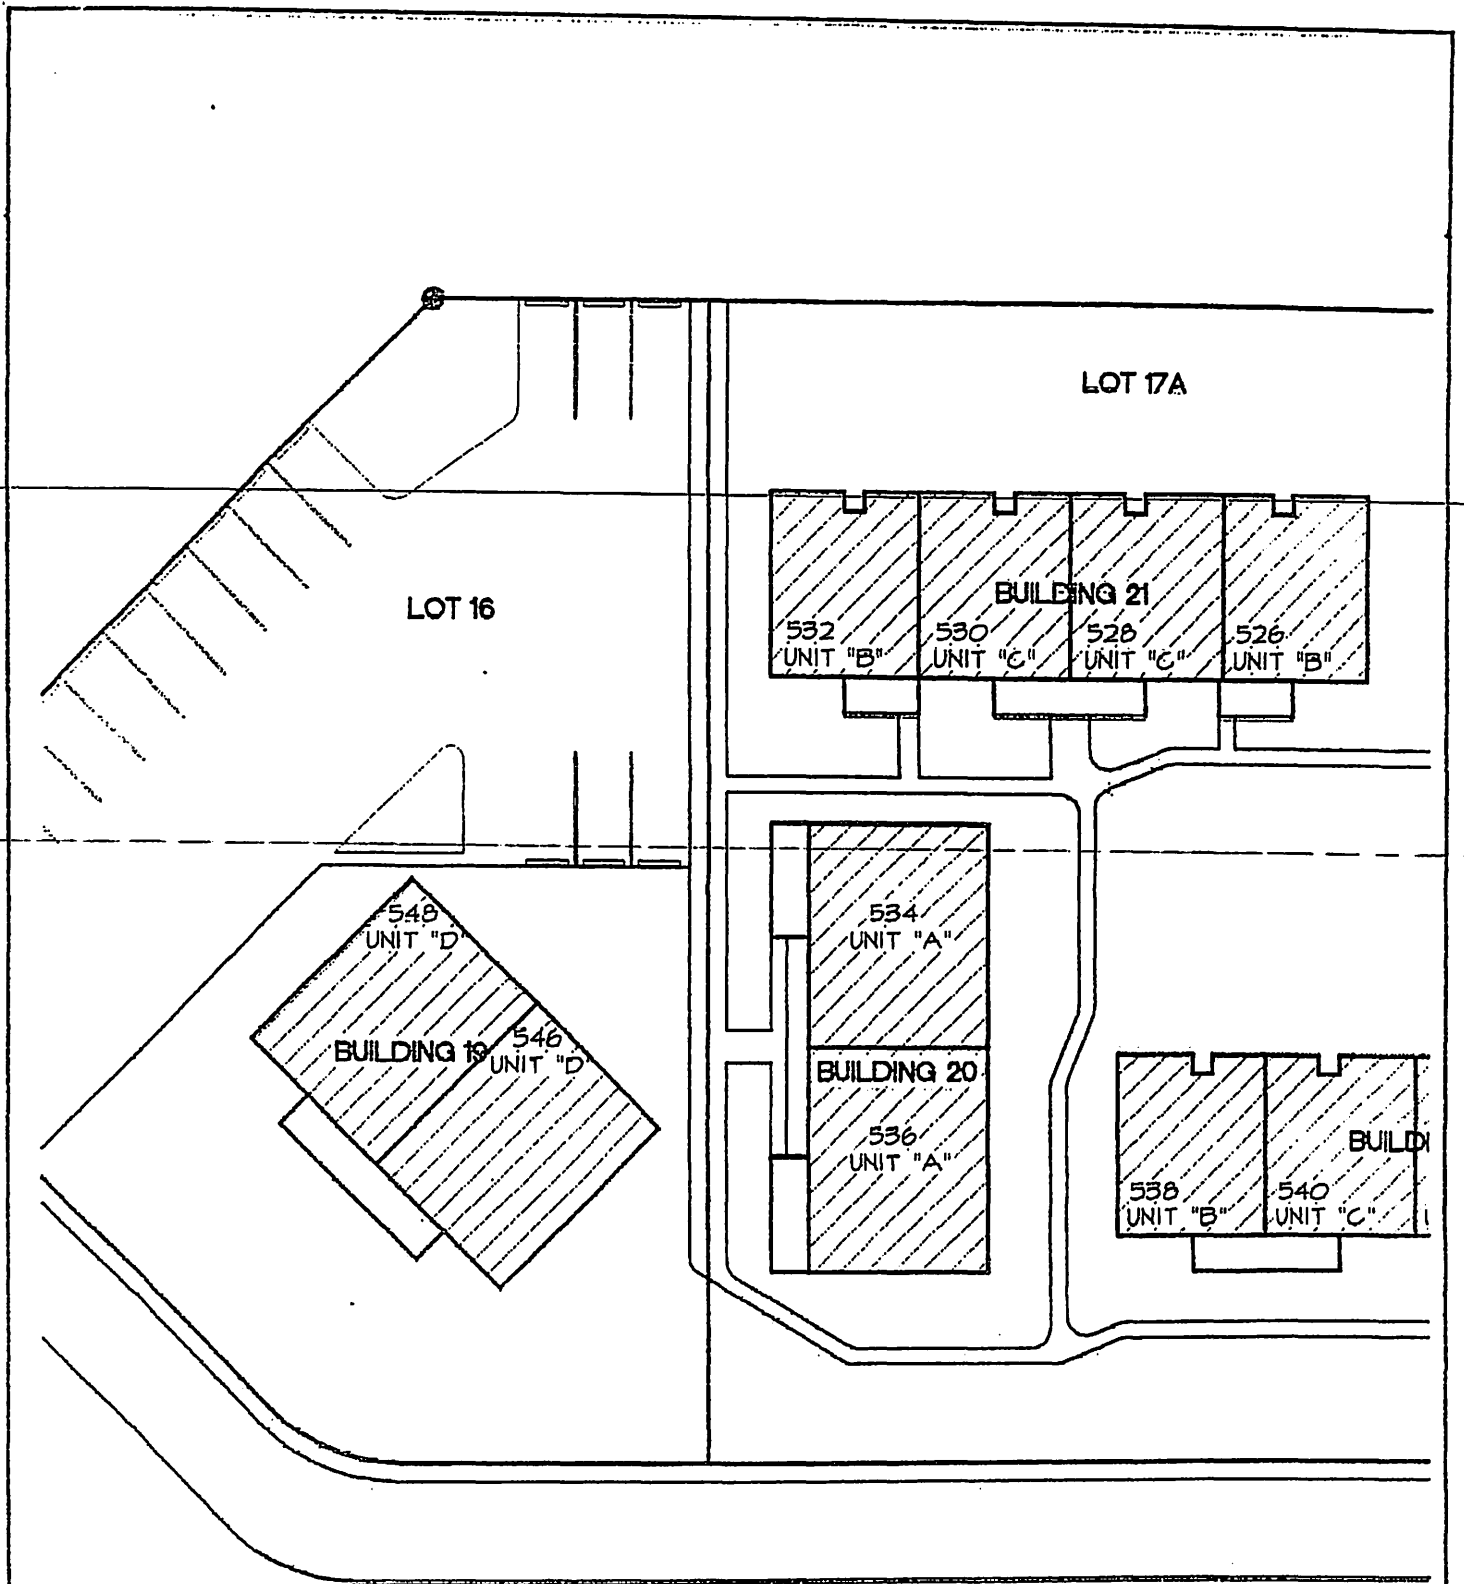 LOT 17A
LOT 16
BUILDING 21
532
UNIT "B"
530
UNIT "C"
528
UNIT "C"
526
UNIT "B"
548
UNIT "D"
BUILDING 19
546
UNIT "D"
534
UNIT "A"
BUILDING 20
536
UNIT "A"
BUILDI
538
UNIT "B"
540
UNIT "C"